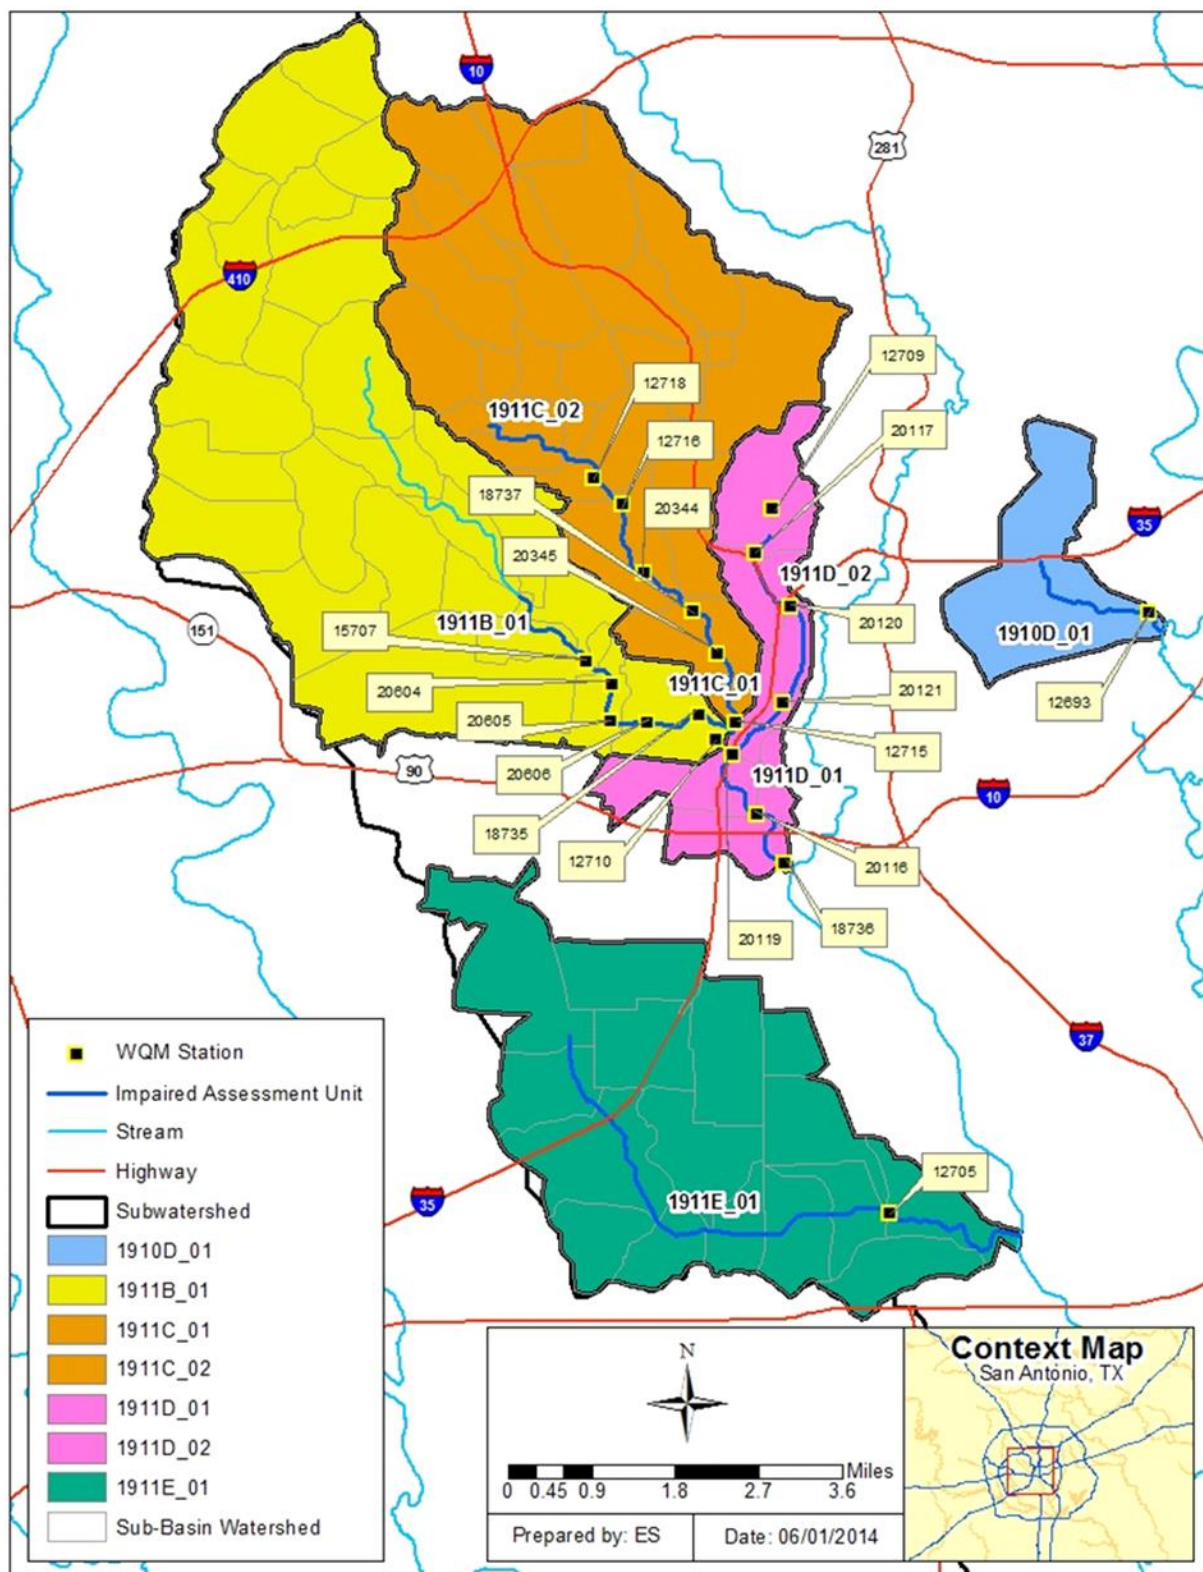 10
281
410
12709
12718
20117
1911C_02
12716
18737
20344
35
20345
1911D_02
1911B_01
151
15707
1910D_01
20120
20604
1911C_01
20121
12693
20605
12715
90
20606
1911D_01
10
18735
12710
20116
18736
20119
37
12705
1911E_01
35
WQM Station
Impaired Assessment Unit
Stream
Highway
Subwatershed
1910D_01
1911B_01
1911C_01
1911C_02
1911D_01
1911D_02
1911E_01
Sub-Basin Watershed
N
Miles
0 0.45 0.9 1.8 2.7 3.6
Prepared by: ES
Date: 06/01/2014
Context Map
San Antonio, TX